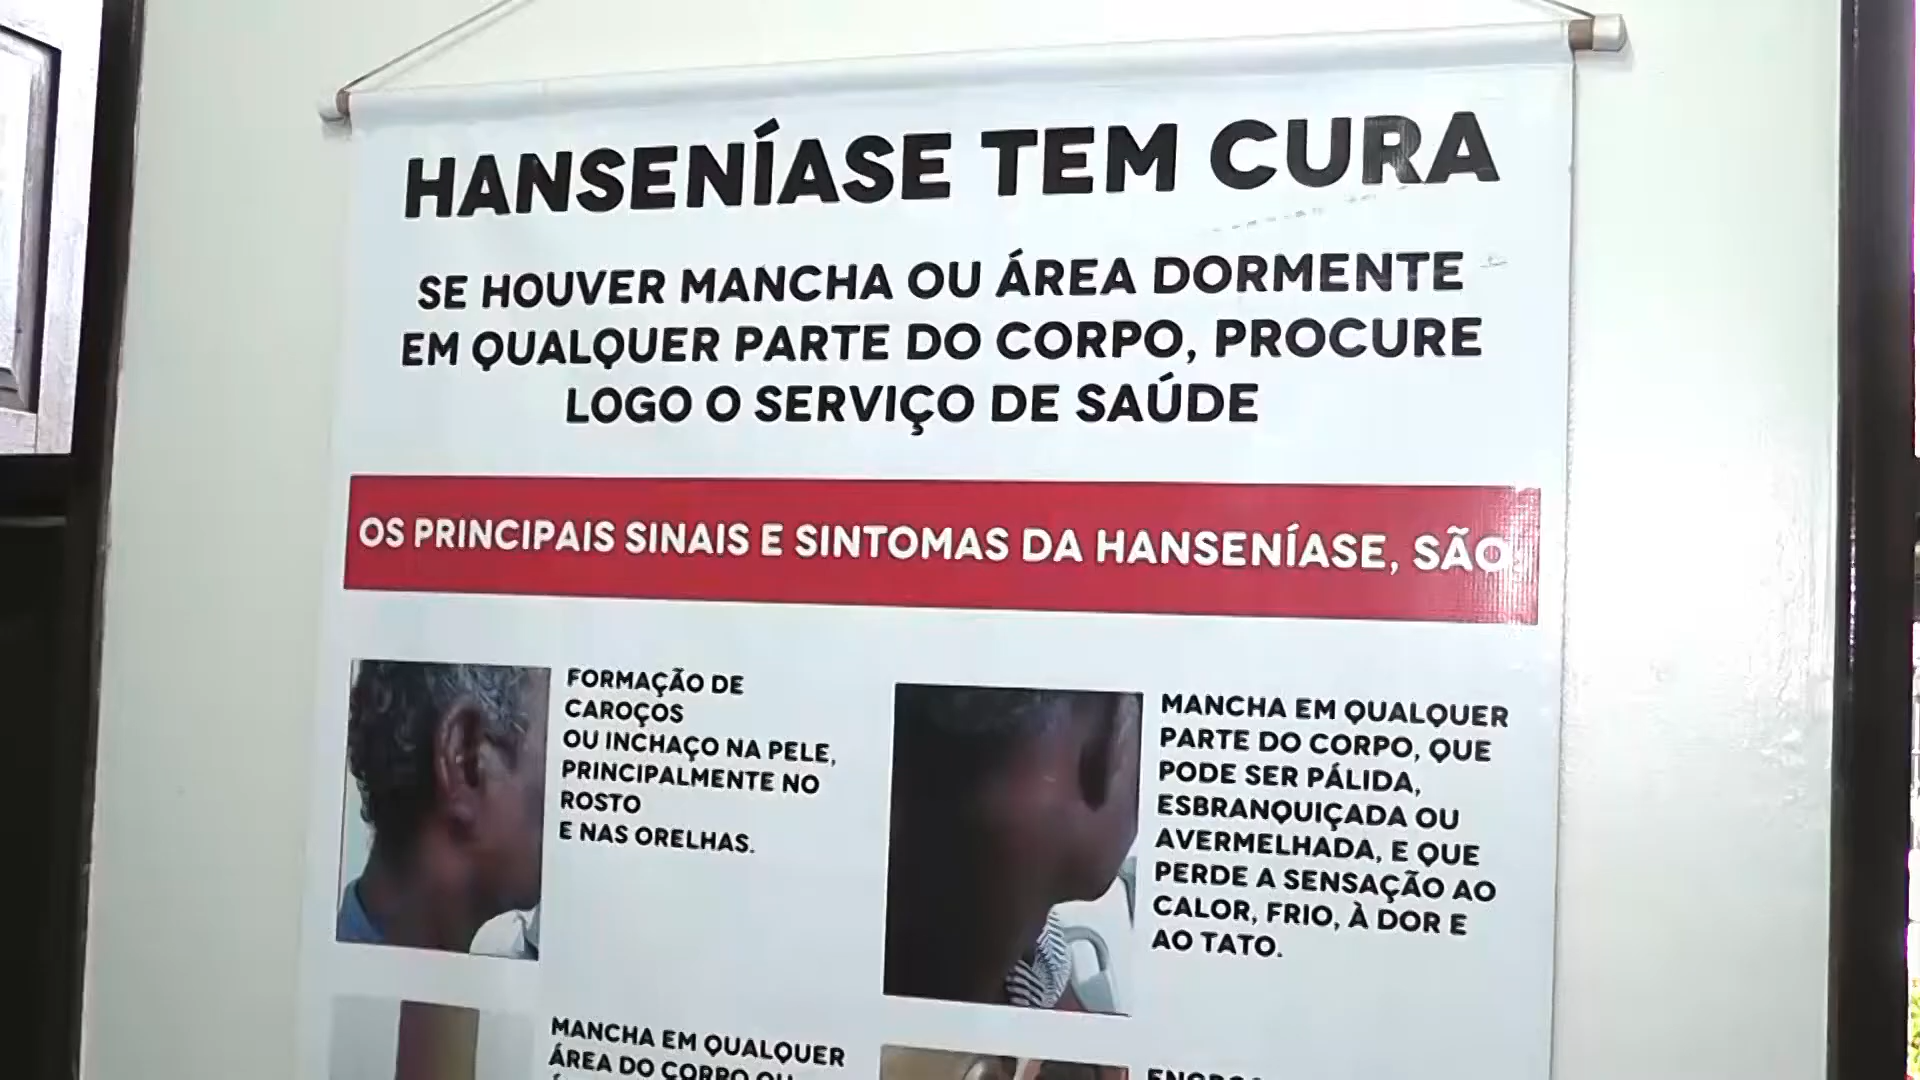 HANSENÍASE TEM CURA
SE HOUVER MANCHA OU ÁREA DORMENTE
EM QUALQUER PARTE DO CORPO, PROCURE
LOGO O SERVIÇO DE SAÚDE
OS PRINCIPAIS SINAIS E SINTOMAS DA HANSENÍASE, SÃO:
FORMAÇÃO DE
CAROÇOS
OU INCHAÇO NA PELE,
PRINCIPALMENTE NO
ROSTO
E NAS ORELHAS.
MANCHA EM QUALQUER
PARTE DO CORPO, QUE
PODE SER PÁLIDA,
ESBRANQUIÇADA OU
AVERMELHADA, E QUE
PERDE A SENSAÇÃO AO
CALOR, FRIO, À DOR E
AO TATO.
MANCHA EM QUALQUER
ÁREA DO CORPO OU